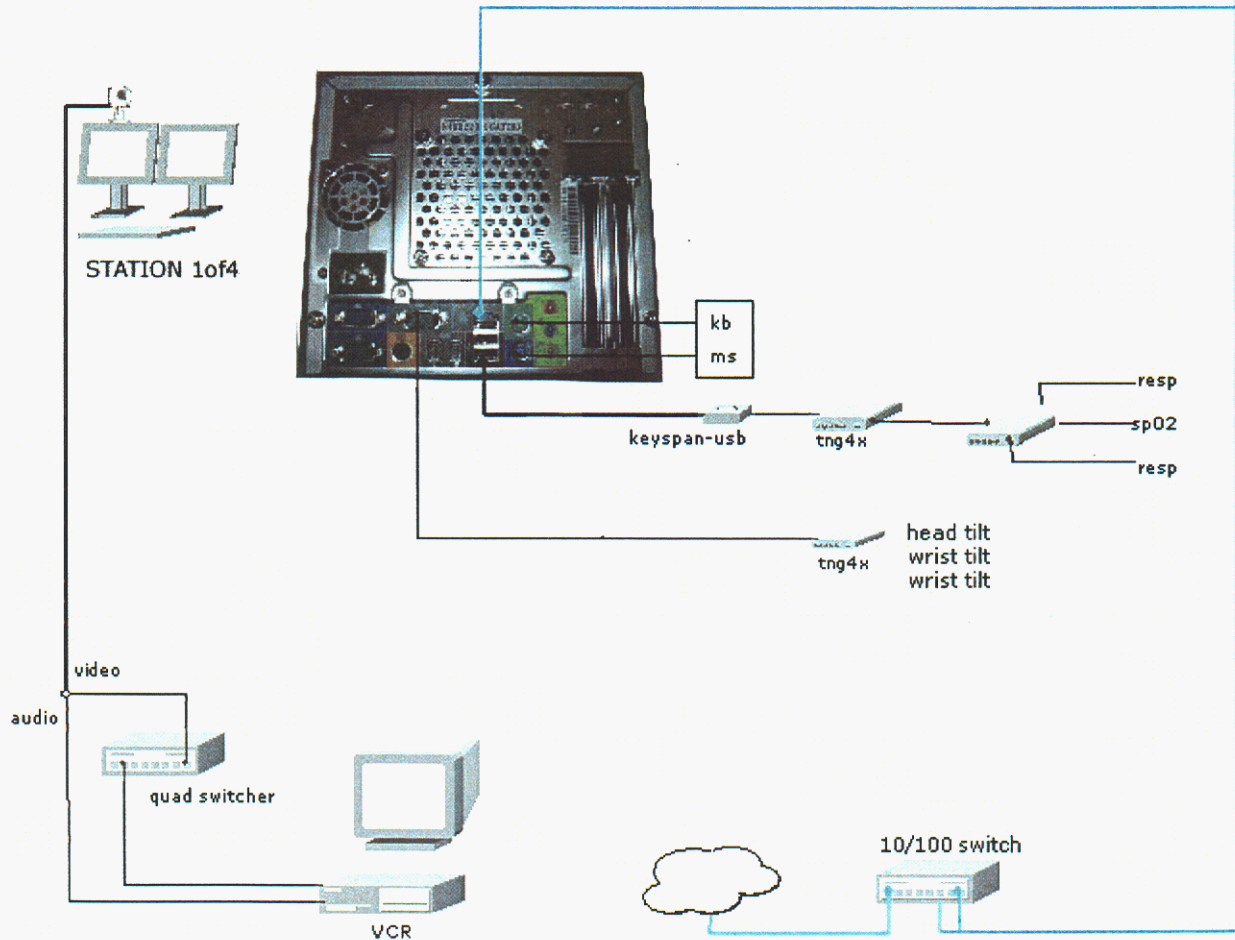 STATION 1of4
kb
ms
resp
keyspan-usb
tng4x
sp02
resp
head tilt
tng4x
wrist tilt
wrist tilt
video
audio
quad switcher
10/100 switch
VCR